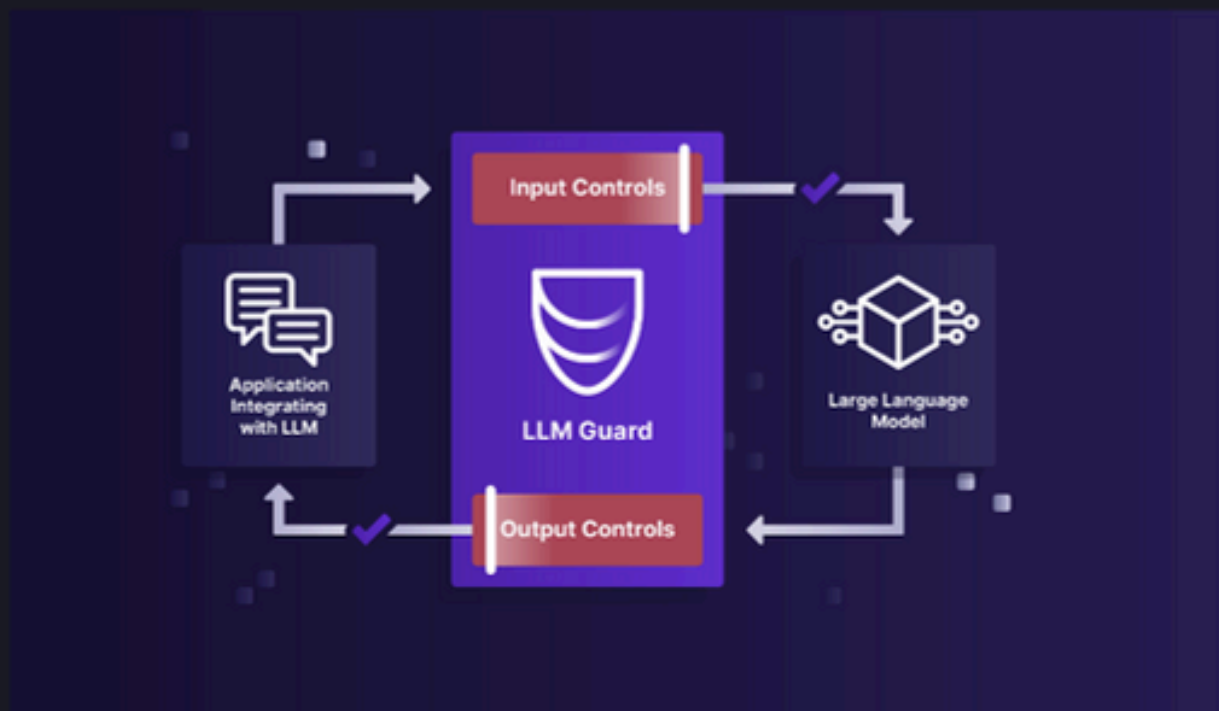 Input Controls
Application
Integrating
with LLM
LLM Guard
Large Language
Model
Output Controls